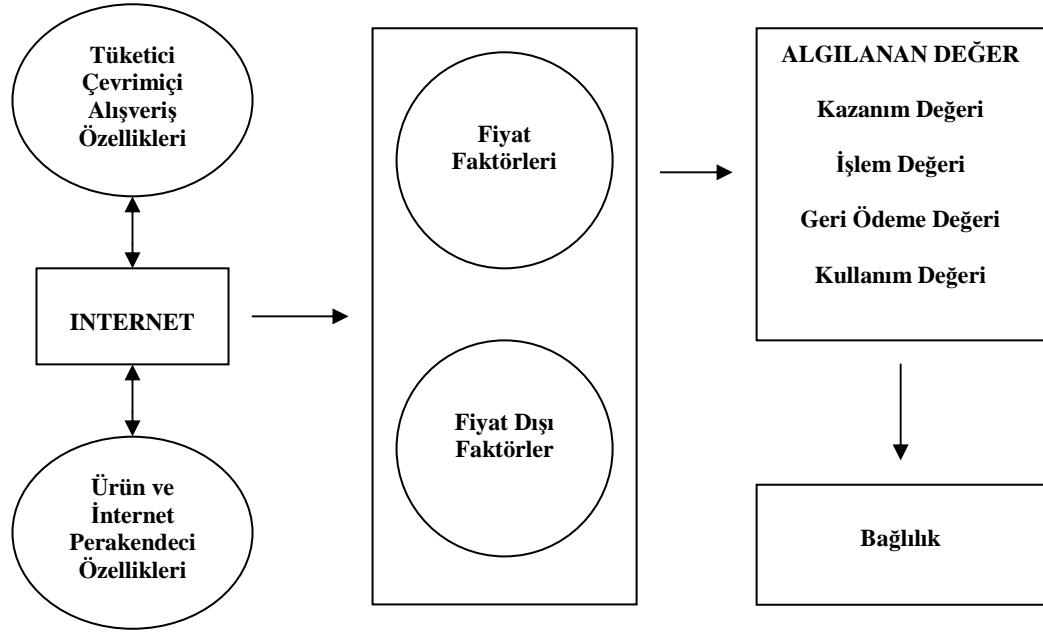 Tüketici
Çevrimiçi
Alışveriş
Özellikleri
INTERNET
Ürün ve
İnternet
Perakendeci
Özellikleri
Fiyat
Faktörleri
Fiyat Dışı
Faktörler
ALGILANAN DEĞER
Kazanım Değeri
İşlem Değeri
Geri Ödeme Değeri
Kullanım Değeri
Bağlılık